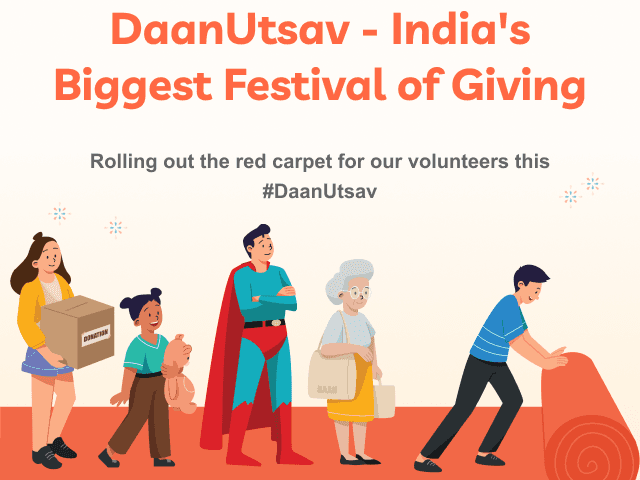 DaanUtsav - India's
Biggest Festival of Giving
Rolling out the red carpet for our volunteers this
#DaanUtsav
DONATION